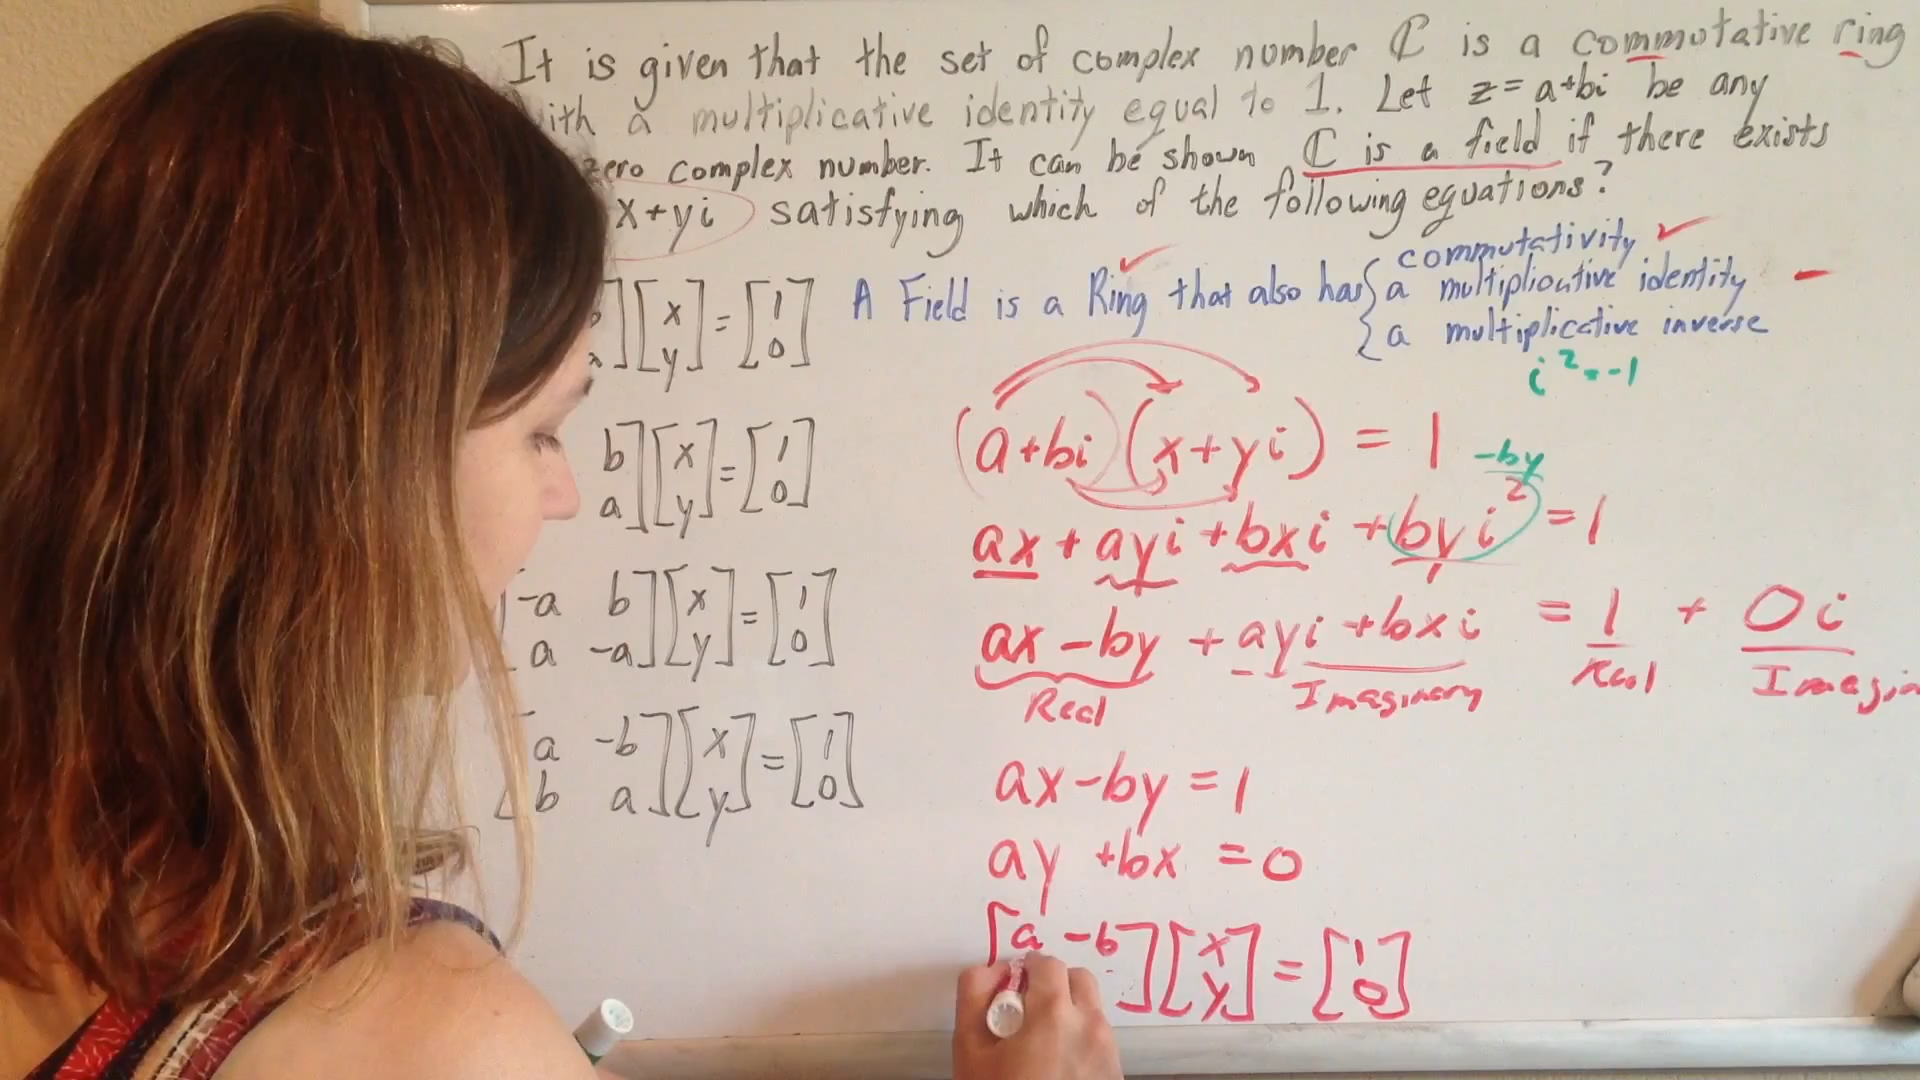 It is given that the set of complex number ℂ is a commutative ring
ith a multiplicative identity equal to 1. Let z=a+bi be any
zero complex number. It can be shown ℂ is a field if there exists
x+yi satisfying which of the following equations?
A Field is a Ring that also has { commutativity
a multiplicative identity
a multiplicative inverse
i² = -1
[x y] = [1 0]
b a] [x y] = [1 0]
[-a b a -a] [x y] = [1 0]
[a -b b a] [x y] = [1 0]
(a+bi)(x+yi) = 1
-by
ax + ayi + bxi + byi² = 1
ax - by + ayi + bxi = 1 + 0i
Real Imaginary Real Imagin
ax-by = 1
ay +bx = 0
[a -b] [x y] = [1 0]